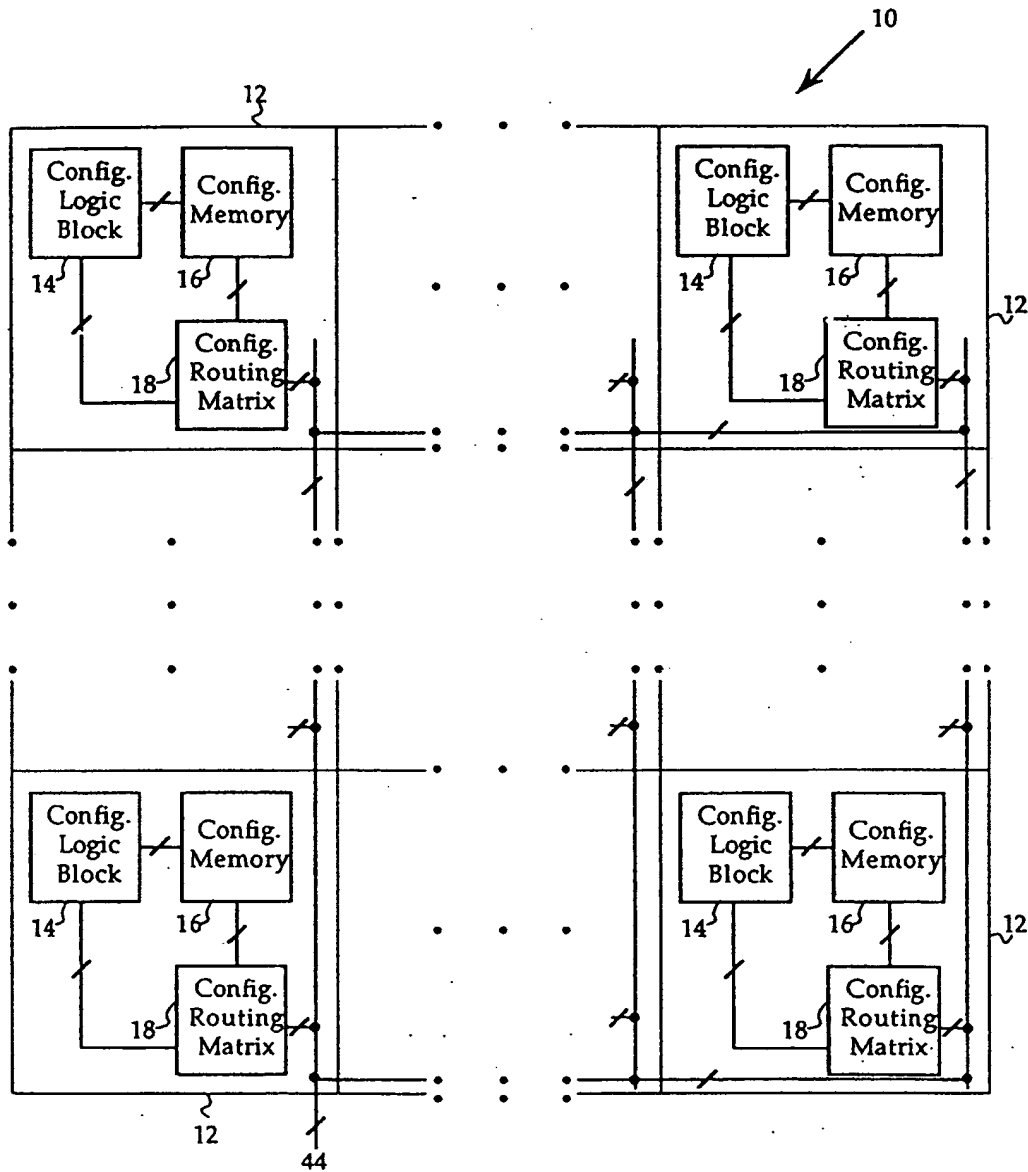 10
12
Config.
Logic
Block
Config.
Memory
14
16
Config.
Routing
Matrix
18
Config.
Logic
Block
Config.
Memory
14
16
12
Config.
Routing
Matrix
18
Config.
Logic
Block
Config.
Memory
14
16
Config.
Routing
Matrix
18
12
44
Config.
Logic
Block
Config.
Memory
14
16
12
Config.
Routing
Matrix
18